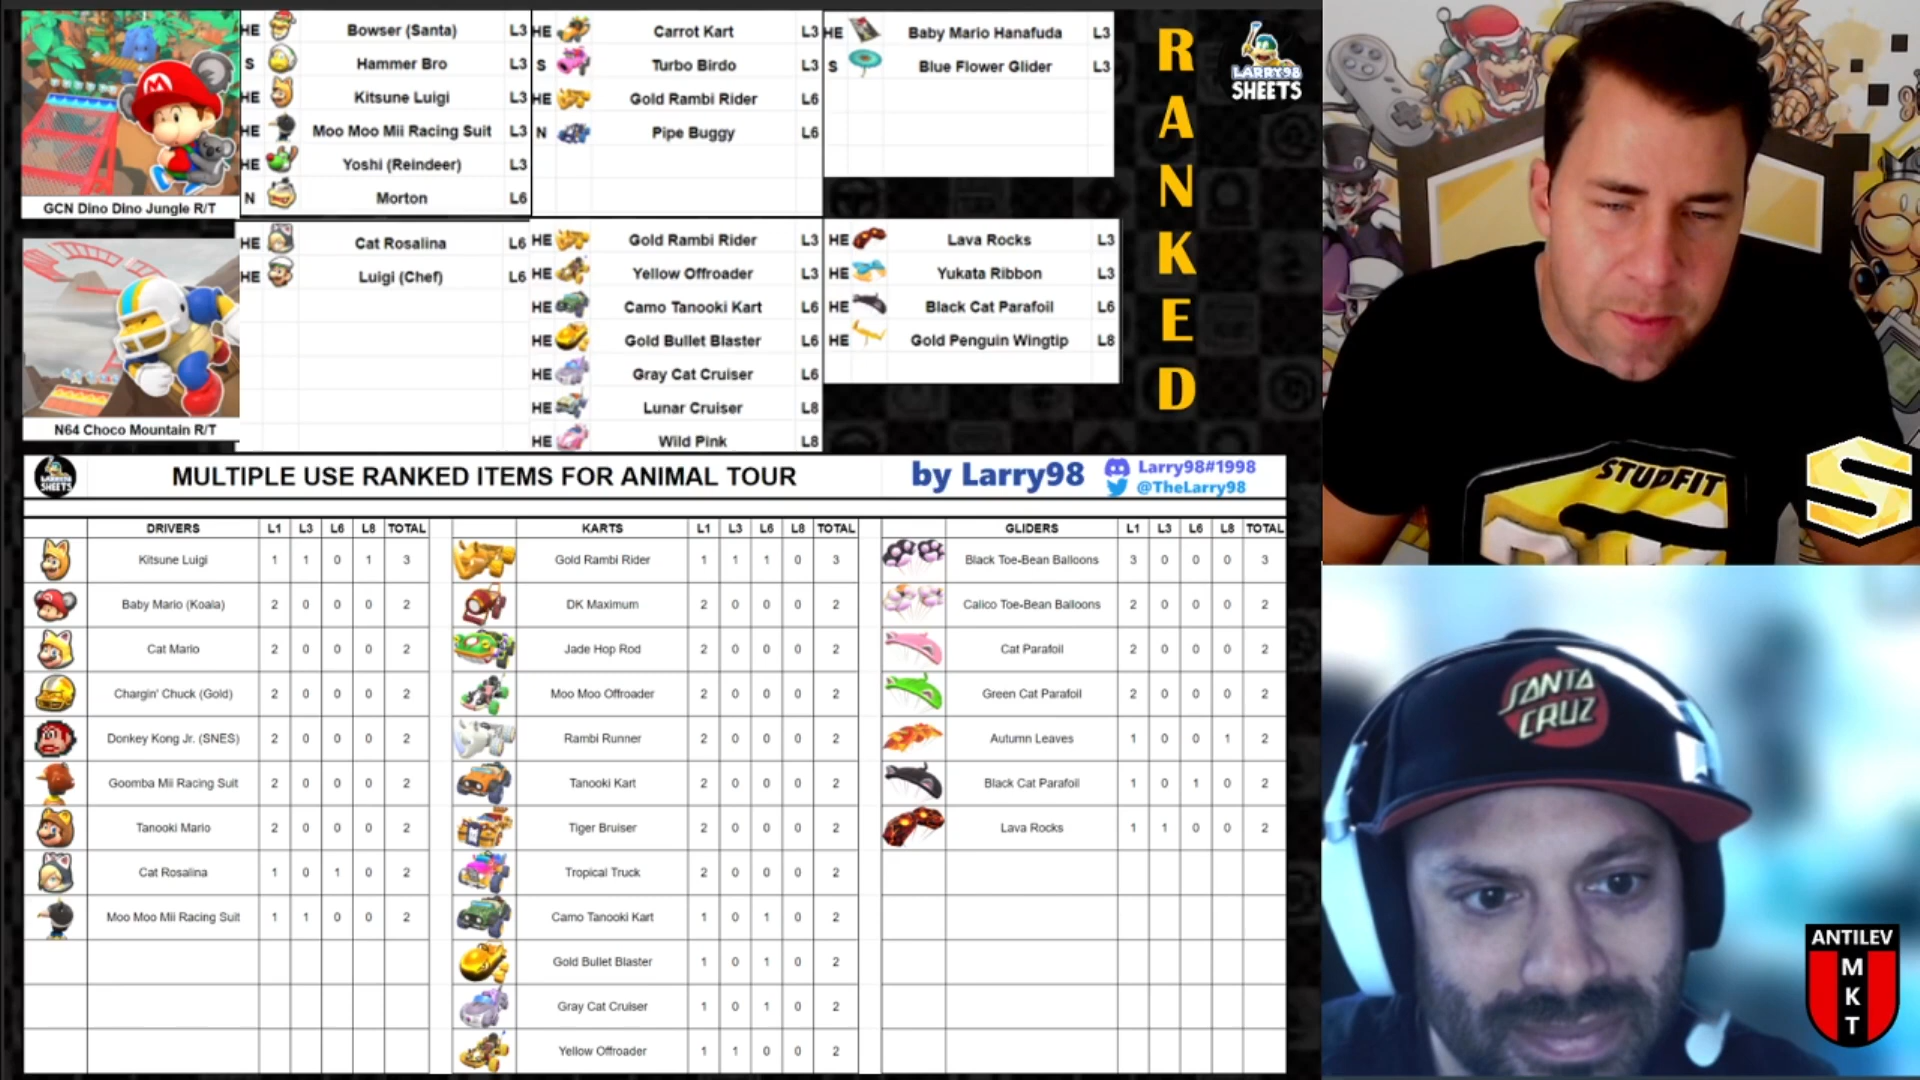 HE Bowser (Santa) L3
S Hammer Bro L3
HE Kitsune Luigi L3
HE Moo Moo Mii Racing Suit L3
HE Yoshi (Reindeer) L3
N Morton L6
GCN Dino Dino Jungle R/T
HE Carrot Kart L3
S Turbo Birdo L3
HE Gold Rambi Rider L6
N Pipe Buggy L6
HE Baby Mario Hanafuda L3
S Blue Flower Glider L3
RANKED
LARRY98
SHEETS
HE Cat Rosalina L6
HE Luigi (Chef) L6
N64 Choco Mountain R/T
HE Gold Rambi Rider L3
HE Yellow Offroader L3
HE Camo Tanooki Kart L6
HE Gold Bullet Blaster L6
HE Gray Cat Cruiser L6
HE Lunar Cruiser L8
HE Wild Pink L8
HE Lava Rocks L3
HE Yukata Ribbon L3
HE Black Cat Parafoil L6
HE Gold Penguin Wingtip L8
MULTIPLE USE RANKED ITEMS FOR ANIMAL TOUR
by Larry98
Larry98#1998
@TheLarry98
DRIVERS L1 L3 L6 L8 TOTAL
Kitsune Luigi 1 1 0 1 3
Baby Mario (Koala) 2 0 0 0 2
Cat Mario 2 0 0 0 2
Chargin' Chuck (Gold) 2 0 0 0 2
Donkey Kong Jr. (SNES) 2 0 0 0 2
Goomba Mii Racing Suit 2 0 0 0 2
Tanooki Mario 2 0 0 0 2
Cat Rosalina 1 0 1 0 2
Moo Moo Mii Racing Suit 1 1 0 0 2
KARTS L1 L3 L6 L8 TOTAL
Gold Rambi Rider 1 1 1 0 3
DK Maximum 2 0 0 0 2
Jade Hop Rod 2 0 0 0 2
Moo Moo Offroader 2 0 0 0 2
Rambi Runner 2 0 0 0 2
Tanooki Kart 2 0 0 0 2
Tiger Bruiser 2 0 0 0 2
Tropical Truck 2 0 0 0 2
Camo Tanooki Kart 1 0 1 0 2
Gold Bullet Blaster 1 0 1 0 2
Gray Cat Cruiser 1 0 1 0 2
Yellow Offroader 1 1 0 0 2
GLIDERS L1 L3 L6 L8 TOTAL
Black Toe-Bean Balloons 3 0 0 0 3
Calico Toe-Bean Balloons 2 0 0 0 2
Cat Parafoil 2 0 0 0 2
Green Cat Parafoil 2 0 0 0 2
Autumn Leaves 1 0 0 1 2
Black Cat Parafoil 1 0 1 0 2
Lava Rocks 1 1 0 0 2
STUDFIT
S
SANTA
CRUZ
ANTILEV
M
K
T